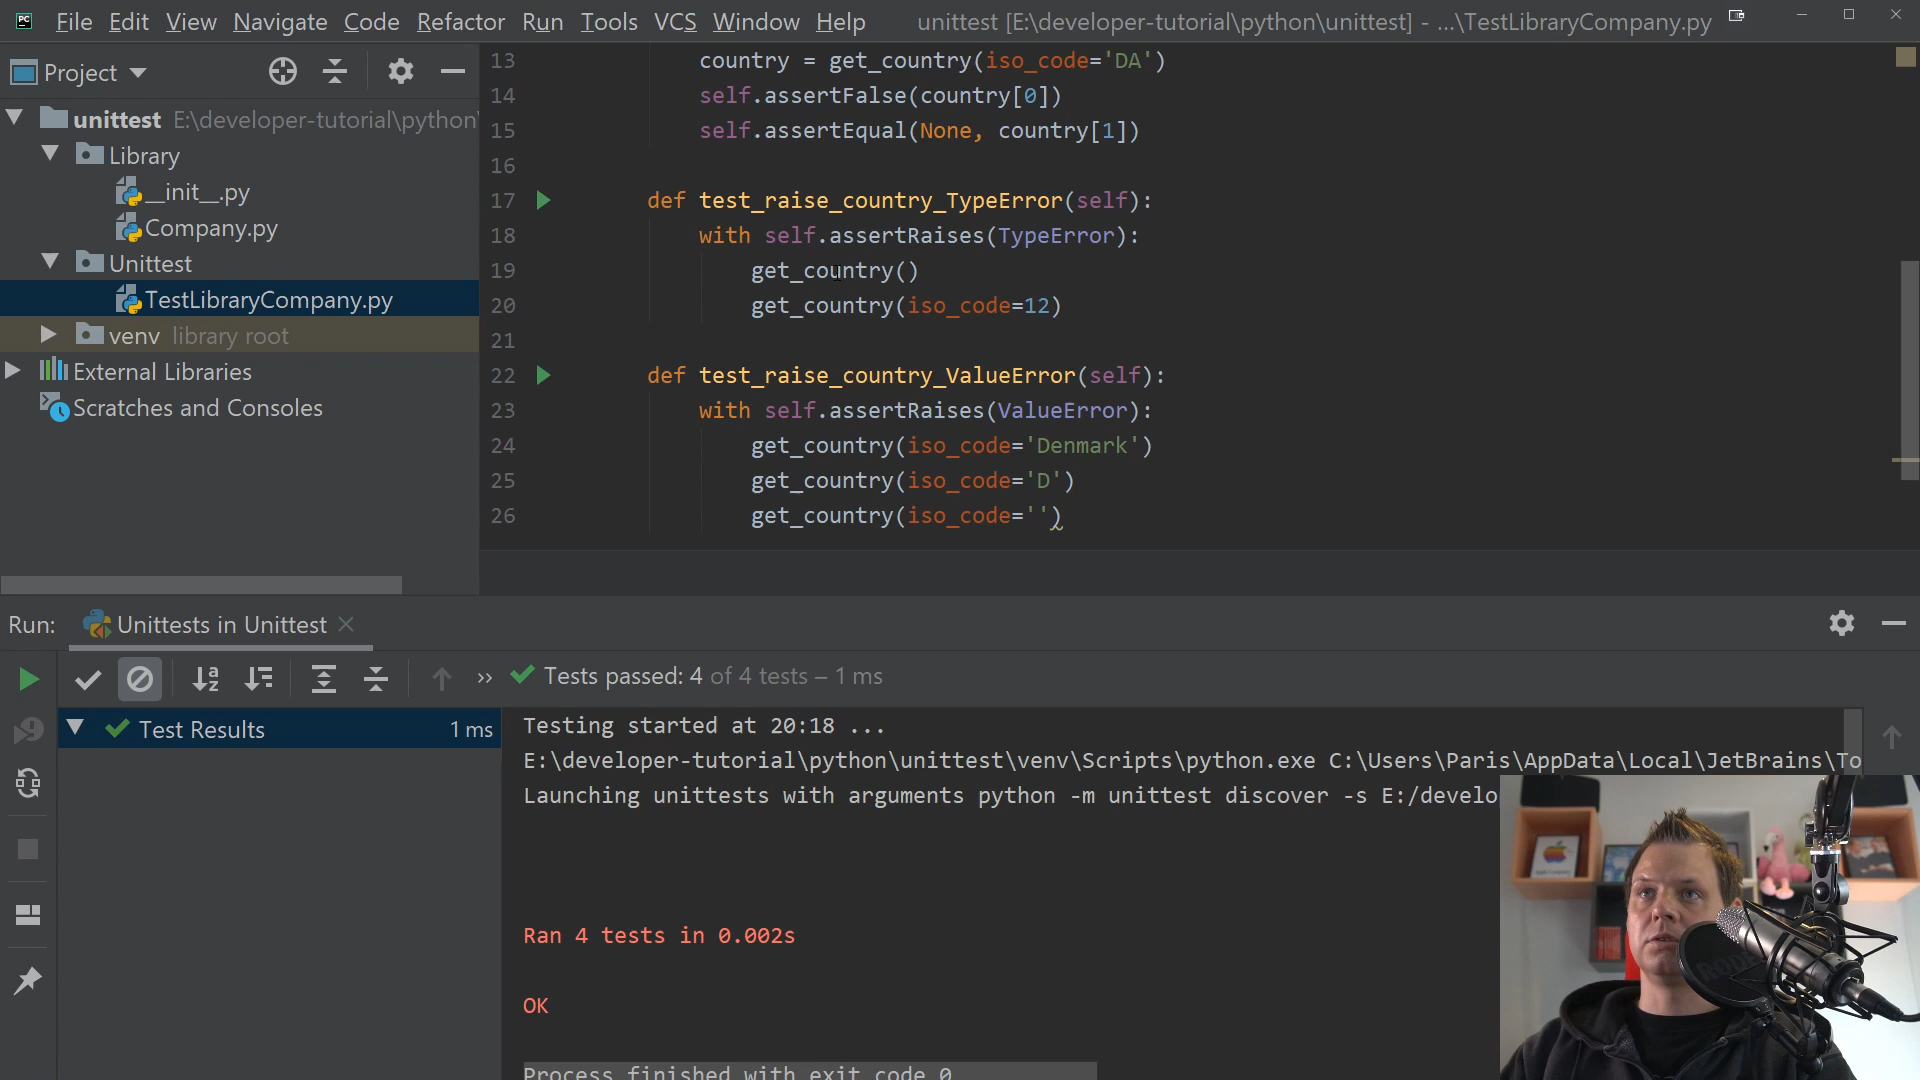 PC File Edit View Navigate Code Refactor Run Tools VCS Window Help unittest [E:\developer-tutorial\python\unittest] - ...\TestLibraryCompany.py
Project
unittest E:\developer-tutorial\python\
Library
__init__.py
Company.py
Unittest
TestLibraryCompany.py
venv library root
External Libraries
Scratches and Consoles
13 country = get_country(iso_code='DA')
14 self.assertFalse(country[0])
15 self.assertEqual(None, country[1])
16
17 def test_raise_country_TypeError(self):
18 with self.assertRaises(TypeError):
19 get_country()
20 get_country(iso_code=12)
21
22 def test_raise_country_ValueError(self):
23 with self.assertRaises(ValueError):
24 get_country(iso_code='Denmark')
25 get_country(iso_code='D')
26 get_country(iso_code='')
Run: Unittests in Unittest
» Tests passed: 4 of 4 tests – 1 ms
Test Results 1 ms
Testing started at 20:18 ...
E:\developer-tutorial\python\unittest\venv\Scripts\python.exe C:\Users\Paris\AppData\Local\JetBrains\To
Launching unittests with arguments python -m unittest discover -s E:/develo
Ran 4 tests in 0.002s
OK
Process finished with exit code 0